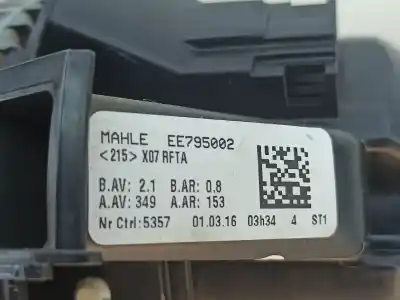 MAHLE EE795002
<215> X07 RFTA
B.AV: 2.1 B.AR: 0.8
A.AV: 349 A.AR: 153
Nr Ctrl: 5357 01.03.16 03h34 4 ST1